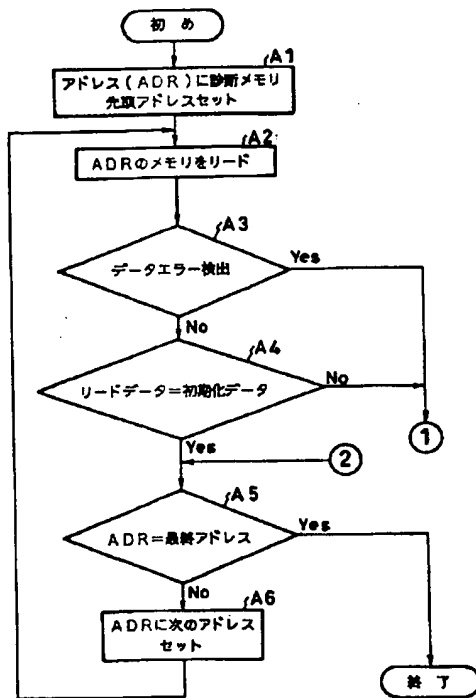 初め
A1
アドレス(ADR)に診断メモリ
先頭アドレスセット
A2
ADRのメモリをリード
A3
データエラー検出
Yes
No
A4
リードデータ=初期化データ
No
①
Yes
②
A5
ADR=最終アドレス
Yes
No
A6
ADRに次のアドレス
セット
終了